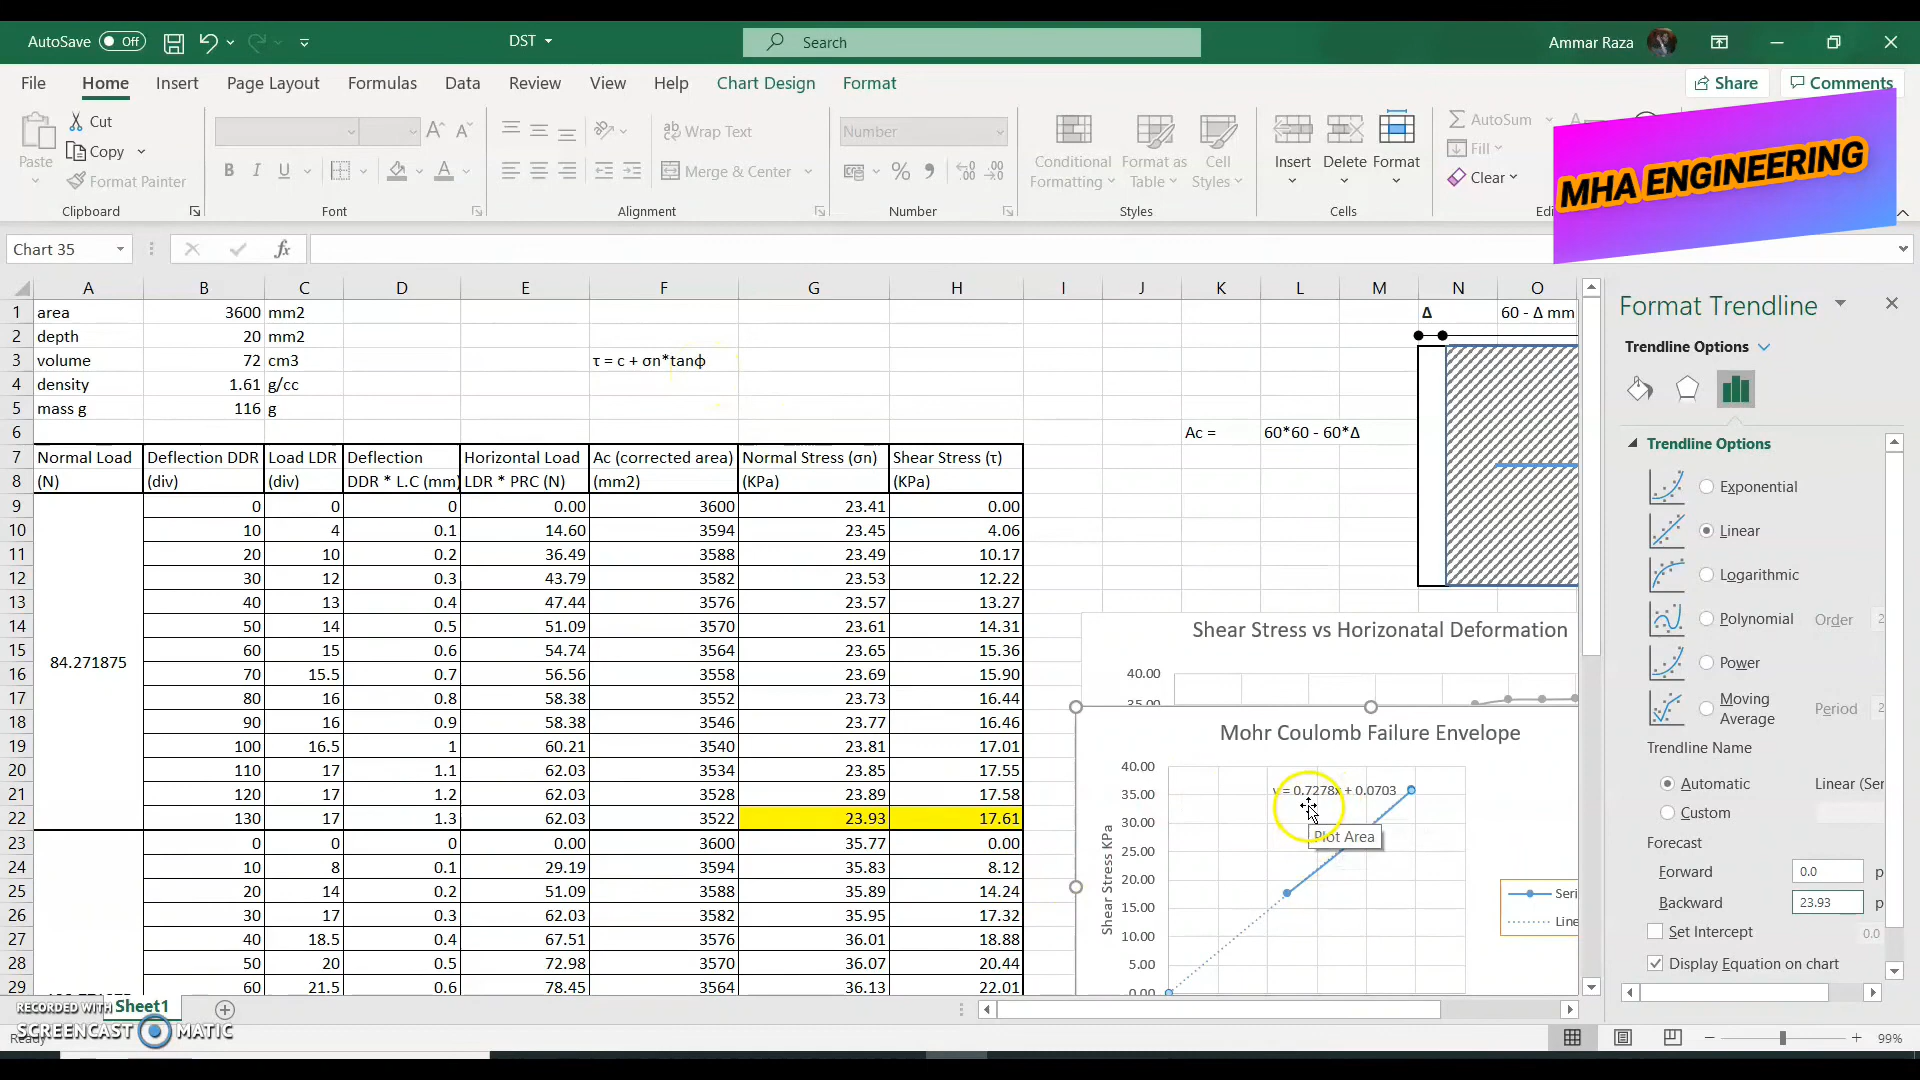 AutoSave Off DST Search Ammar Raza
File Home Insert Page Layout Formulas Data Review View Help Chart Design Format Share Comments
Paste Cut Copy Format Painter
Wrap Text Merge & Center
Number
Conditional Formatting Format as Table Cell Styles
Insert Delete Format
AutoSum Fill Clear
Clipboard Font Alignment Number Styles Cells
MHA ENGINEERING
Chart 35 fx
A B C D E F G H I J K L M N O
1 area 3600 mm2 Δ 60 - Δ mm
2 depth 20 mm2
3 volume 72 cm3 τ = c + σn*tanϕ
4 density 1.61 g/cc
5 mass g 116 g
6 Ac = 60*60 - 60*Δ
7 Normal Load Deflection DDR Load LDR Deflection Horizontal Load Ac (corrected area) Normal Stress (σn) Shear Stress (τ)
8 (N) (div) (div) DDR * L.C (mm) LDR * PRC (N) (mm2) (KPa) (KPa)
9 0 0 0 0.00 3600 23.41 0.00
10 10 4 0.1 14.60 3594 23.45 4.06
11 20 10 0.2 36.49 3588 23.49 10.17
12 30 12 0.3 43.79 3582 23.53 12.22
13 40 13 0.4 47.44 3576 23.57 13.27
14 50 14 0.5 51.09 3570 23.61 14.31
15 60 15 0.6 54.74 3564 23.65 15.36
84.271875
16 70 15.5 0.7 56.56 3558 23.69 15.90
17 80 16 0.8 58.38 3552 23.73 16.44
18 90 16 0.9 58.38 3546 23.77 16.46
19 100 16.5 1 60.21 3540 23.81 17.01
20 110 17 1.1 62.03 3534 23.85 17.55
21 120 17 1.2 62.03 3528 23.89 17.58
22 130 17 1.3 62.03 3522 23.93 17.61
23 0 0 0 0.00 3600 35.77 0.00
24 10 8 0.1 29.19 3594 35.83 8.12
25 20 14 0.2 51.09 3588 35.89 14.24
26 30 17 0.3 62.03 3582 35.95 17.32
27 40 18.5 0.4 67.51 3576 36.01 18.88
28 50 20 0.5 72.98 3570 36.07 20.44
29 60 21.5 0.6 78.45 3564 36.13 22.01
Shear Stress vs Horizonatal Deformation
40.00
35.00
Mohr Coulomb Failure Envelope
40.00
35.00
30.00
25.00
20.00
15.00
10.00
5.00
0.00
Shear Stress KPa
y = 0.7278x + 0.0703
Plot Area
Seri
Line
Format Trendline
Trendline Options
Trendline Options
Exponential
Linear
Logarithmic
Polynomial Order 2
Power
Moving Average Period 2
Trendline Name
Automatic Linear (Ser
Custom
Forecast
Forward 0.0 p
Backward 23.93 p
Set Intercept 0.0
Display Equation on chart
Sheet1
RECORDED WITH
SCREENCAST MATIC
Ready
99%